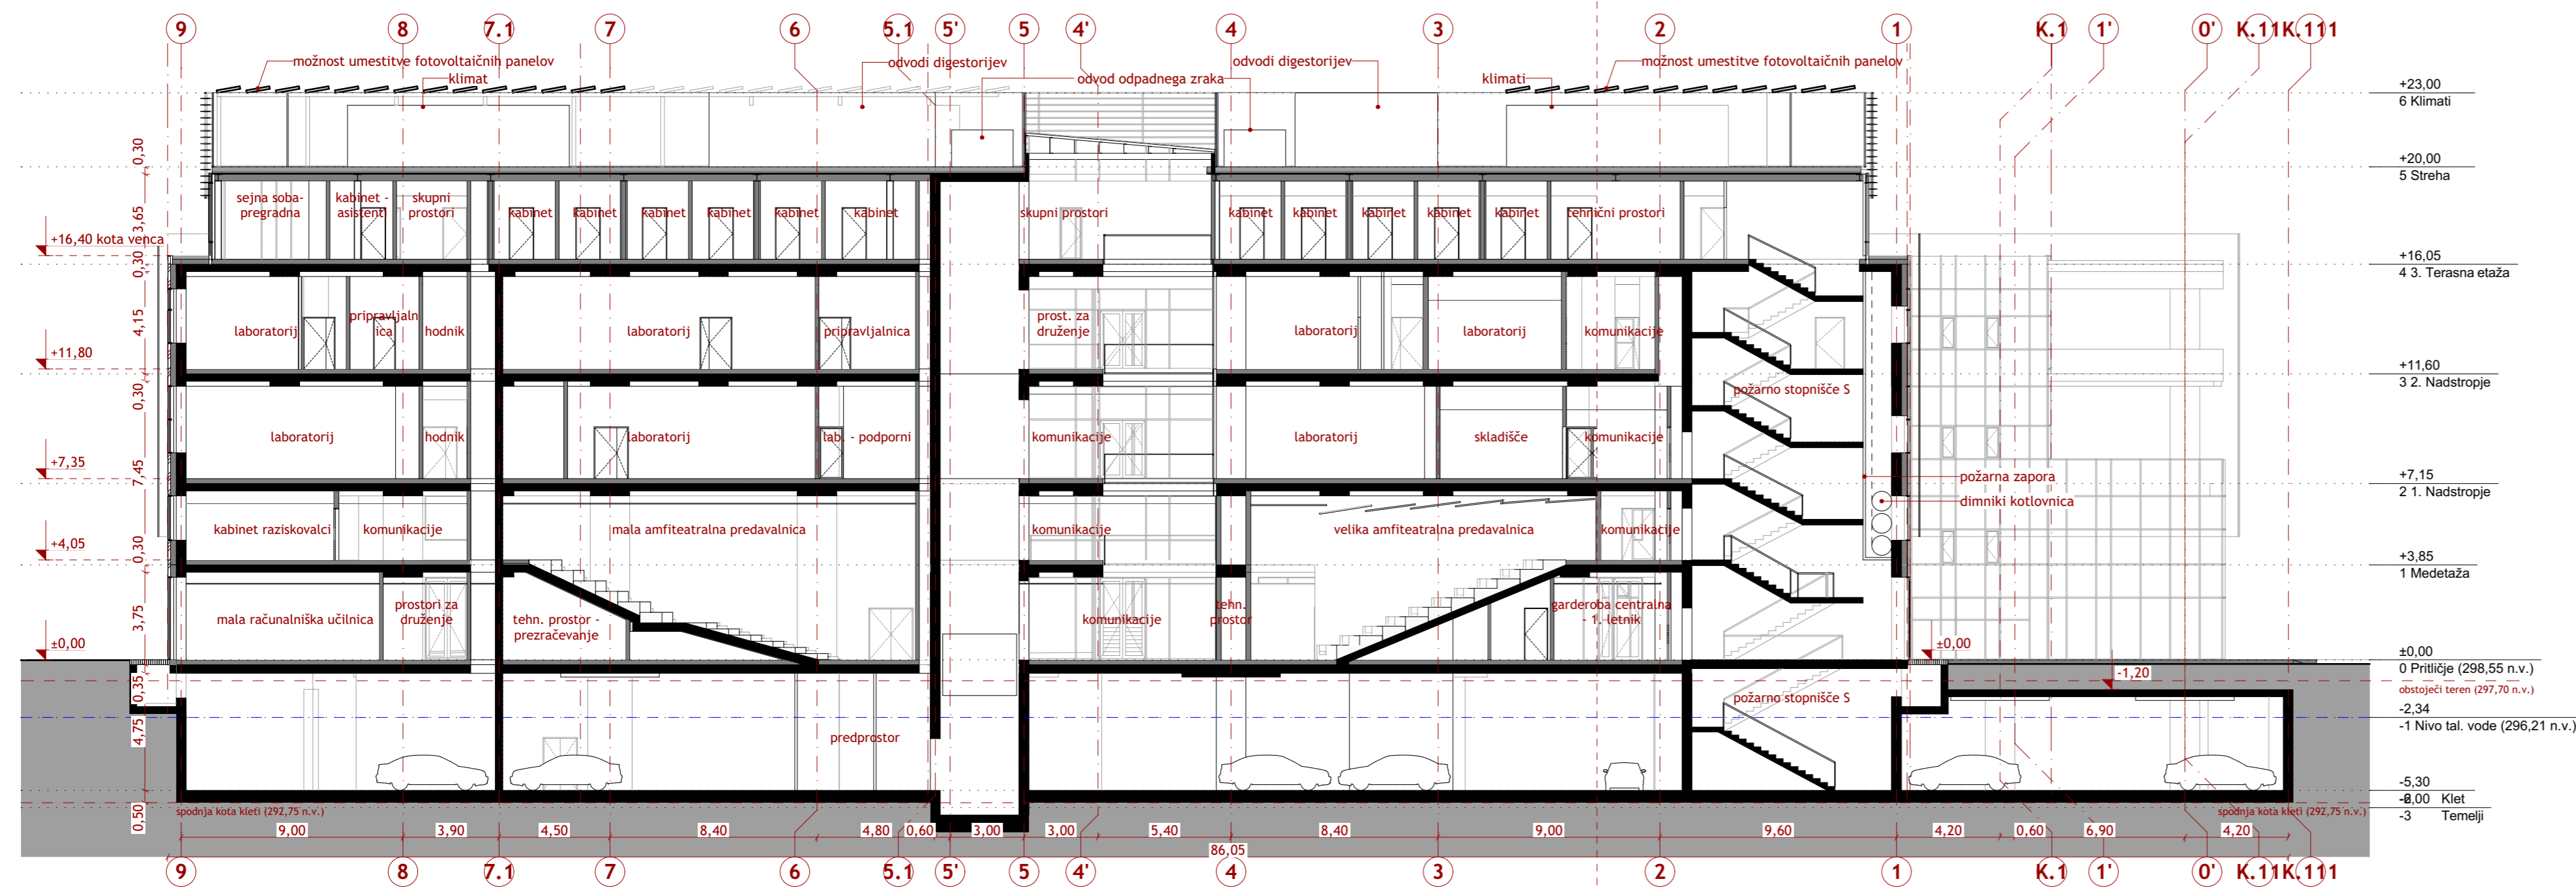 9 8 7.1 7 6 5.1 5' 5 4' 4 3 2 1 K.1 1' 0' K.11 K.111
možnost umestitve fotovoltaičnih panelov
klimat
odvodi digestorijev
odvod odpadnega zraka
odvodi digestorijev
klimati
možnost umestitve fotovoltaičnih panelov
+23,00
6 Klimati
0,30
+20,00
5 Streha
sejna soba-
pregradna
kabinet -
asistent
skupni
prostori
kabinet kabinet kabinet kabinet kabinet kabinet
skupni prostori
kabinet kabinet kabinet kabinet kabinet
tehnični prostori
3,65
+16,40 kota venca
0,30
+16,05
4 3. Terasna etaža
4,15
laboratorij
pripravljaln
ica
hodnik
laboratorij
pripravljalnica
prost. za
druženje
laboratorij
laboratorij
komunikacije
+11,80
+11,60
3 2. Nadstropje
0,30
požarno stopnišče S
laboratorij
hodnik
laboratorij
lab. - podporni
komunikacije
laboratorij
skladišče
komunikacije
+7,35
7,45
požarna zapora
+7,15
2 1. Nadstropje
dimniki kotlovnica
kabinet raziskovalci
komunikacije
mala amfiteatralna predavalnica
komunikacije
velika amfiteatralna predavalnica
komunikacije
+4,05
0,30
+3,85
1 Medetaža
3,75
mala računalniška učilnica
prostori za
druženje
tehn. prostor -
prezračevanje
komunikacije
tehn.
prostor
garderoba centralna
- 1. letnik
±0,00
±0,00
±0,00
0 Pritličje (298,55 n.v.)
-1,20
0,35
obstoječi teren (297,70 n.v.)
požarno stopnišče S
-2,34
-1 Nivo tal. vode (296,21 n.v.)
4,75
predprostor
-5,30
-6,00 Klet
-3 Temelji
0,50
spodnja kota kleti (292,75 n.v.)
spodnja kota kleti (292,75 n.v.)
9,00 3,90 4,50 8,40 4,80 0,60 3,00 3,00 5,40 8,40 9,00 9,60 4,20 0,60 6,90 4,20
86,05
9 8 7.1 7 6 5.1 5' 5 4' 4 3 2 1 K.1 1' 0' K.11 K.111